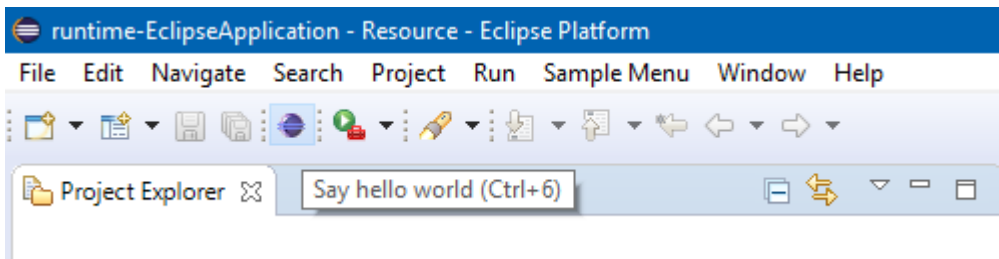 runtime-EclipseApplication - Resource - Eclipse Platform
File Edit Navigate Search Project Run Sample Menu Window Help
Project Explorer
Say hello world (Ctrl+6)